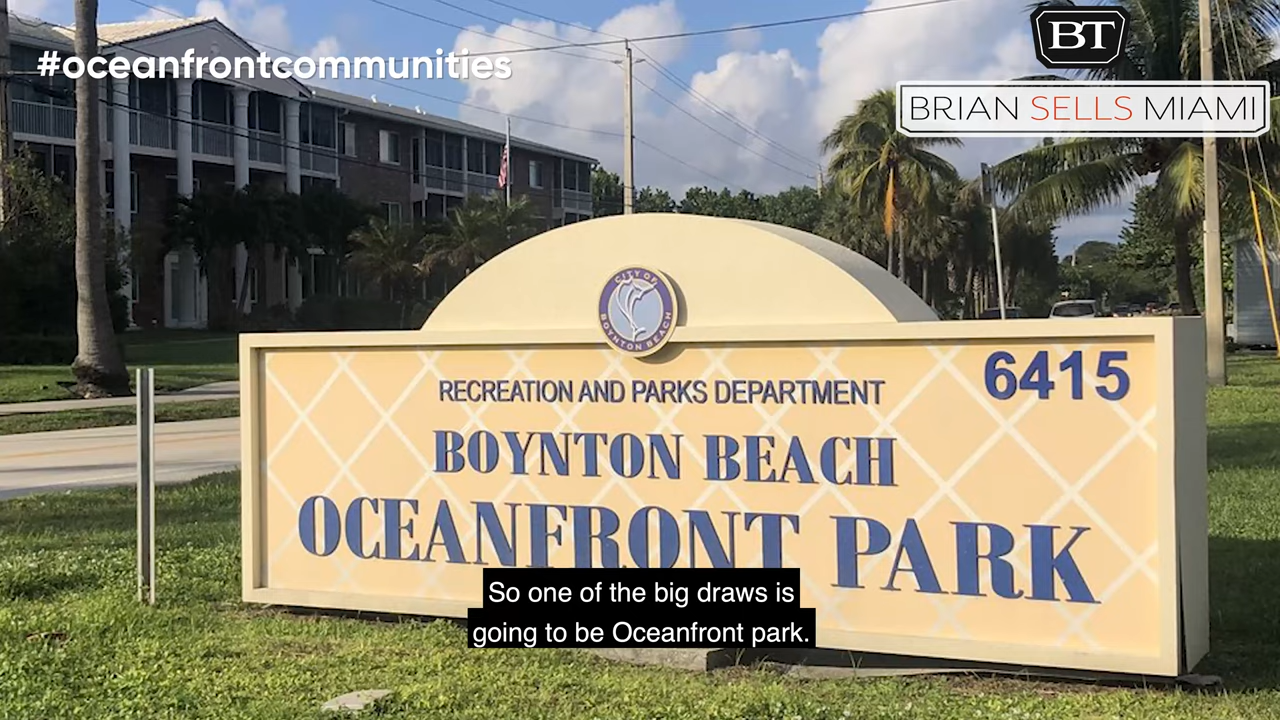 #oceanfrontcommunities
BT
BRIAN SELLS MIAMI
CITY OF
BOYNTON BEACH
6415
RECREATION AND PARKS DEPARTMENT
BOYNTON BEACH
OCEANFRONT PARK
So one of the big draws is
going to be Oceanfront park.